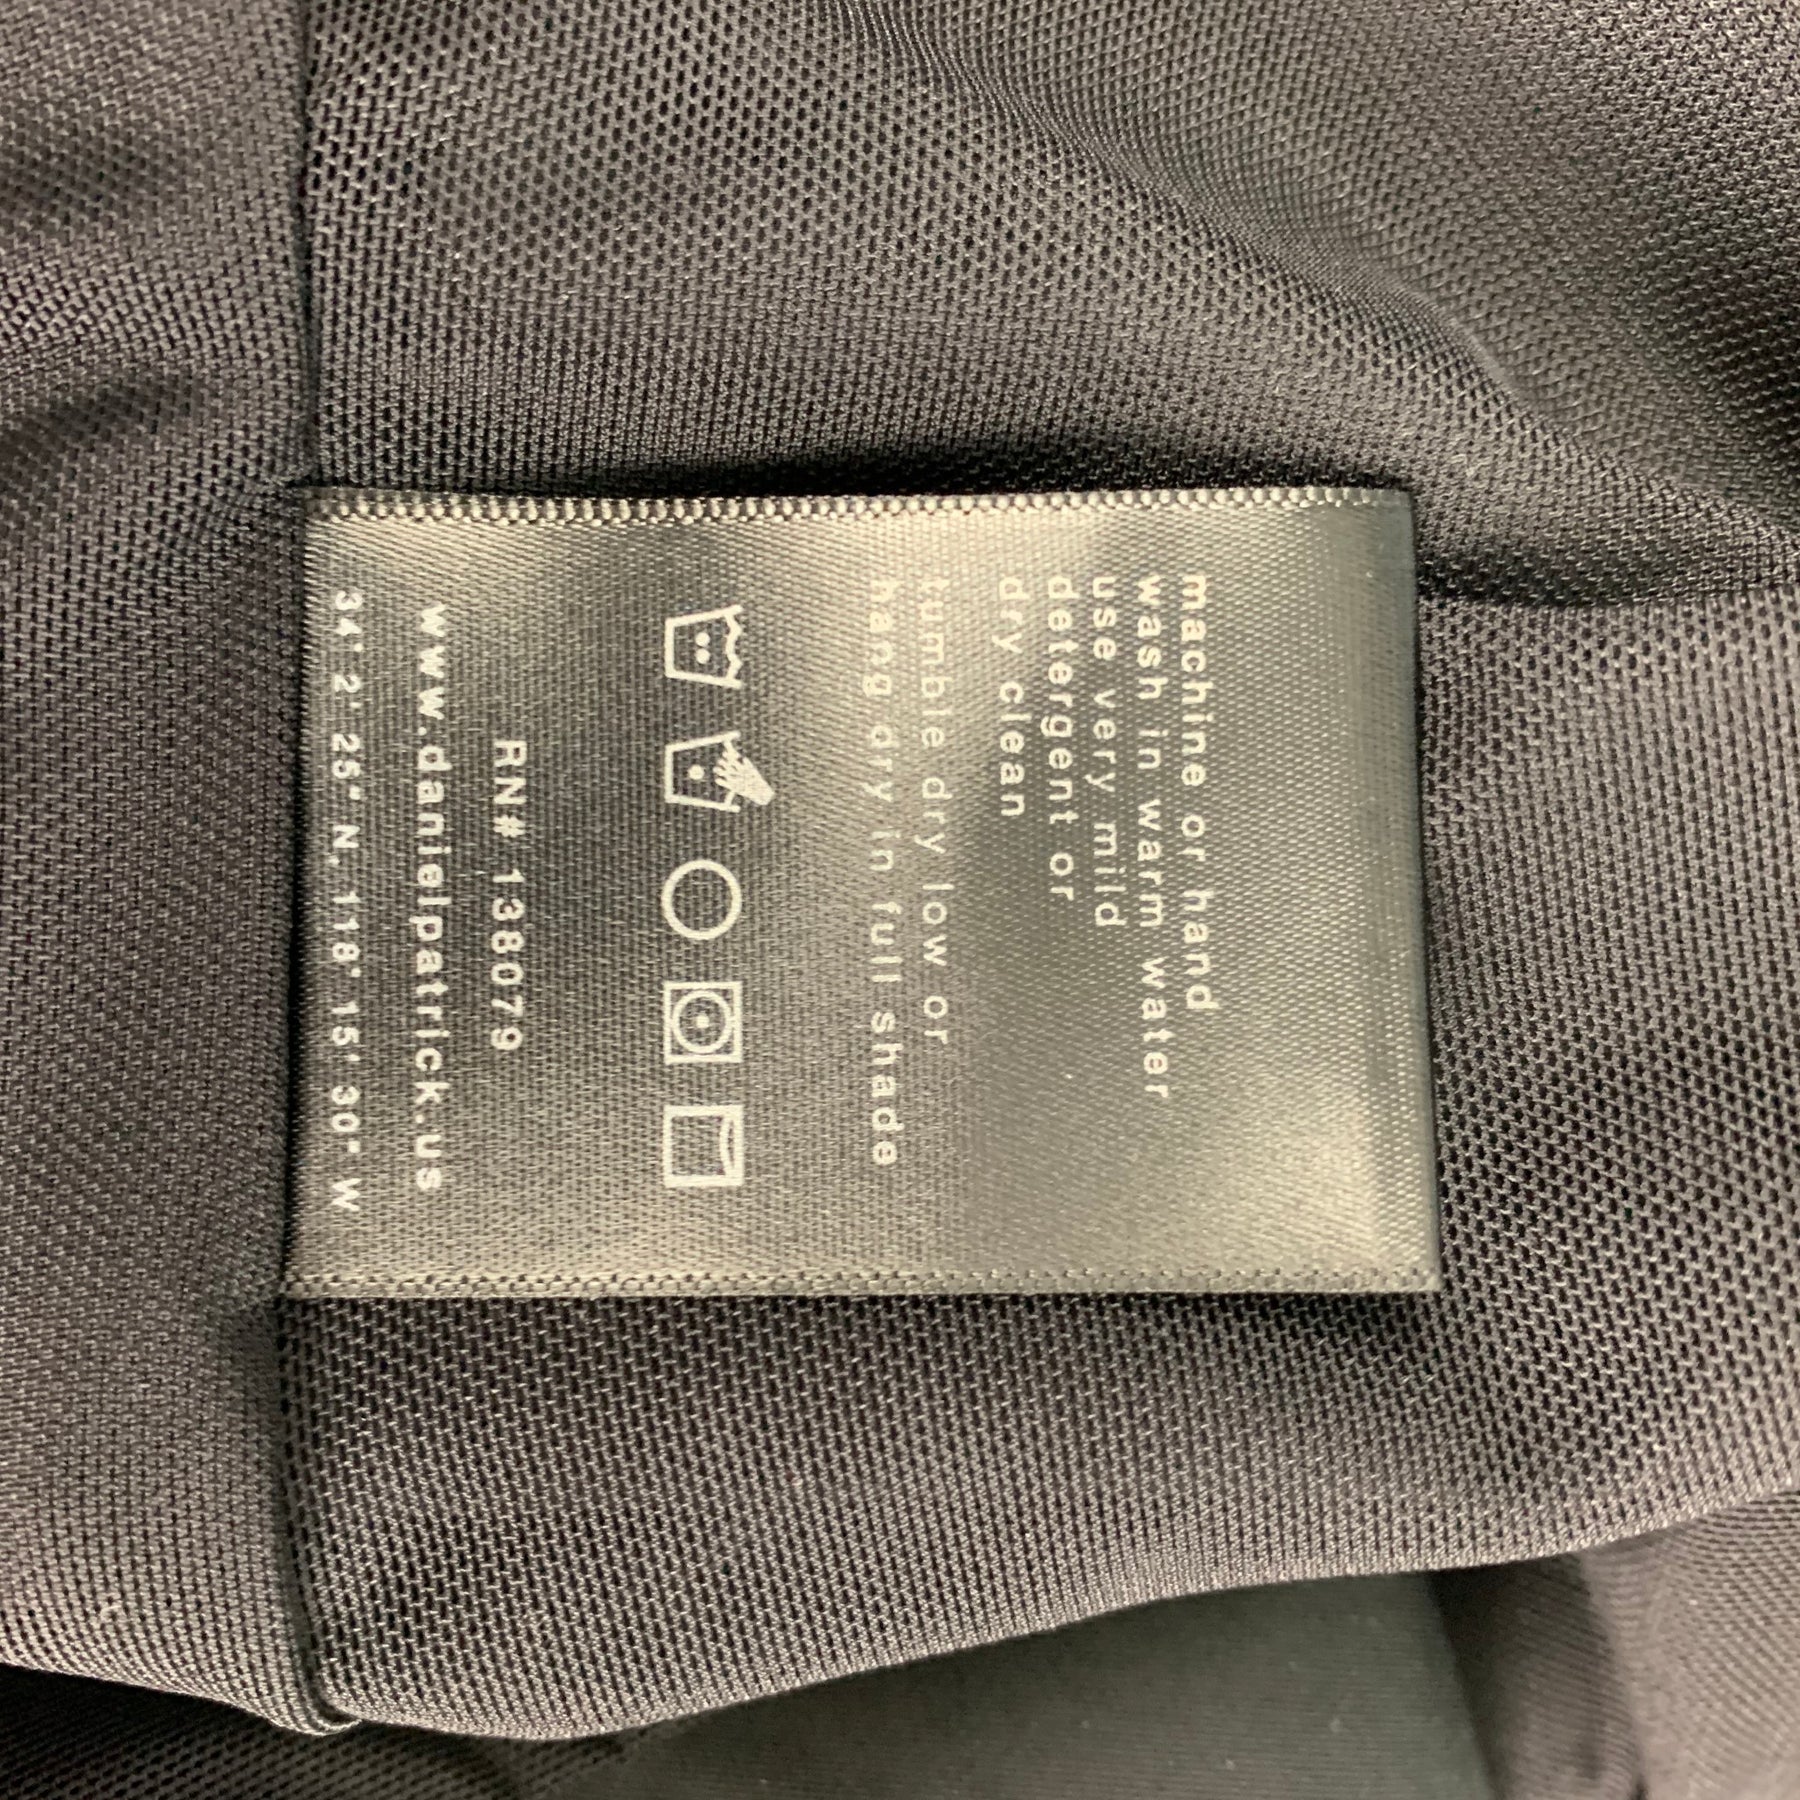 machine or hand
wash in warm water
use very mild
detergent or
dry clean
tumble dry low or
hang dry in full shade
RN# 138079
www.danielpatrick.us
34° 2' 25" N, 118° 15' 30" W